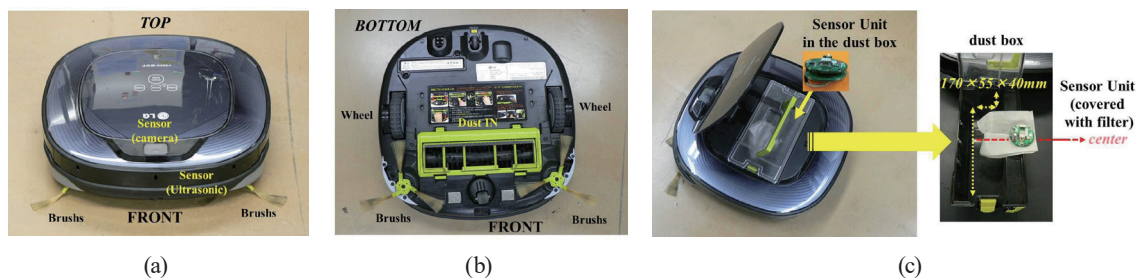 TOP
LG
Sensor
(camera)
Sensor
(Ultrasonic)
Brushs
FRONT
Brushs
(a)
BOTTOM
Wheel
Wheel
Dust IN
Brushs
FRONT
Brushs
(b)
Sensor Unit
in the dust box
dust box
170×55×40mm
Sensor Unit
(covered
with filter)
center
(c)